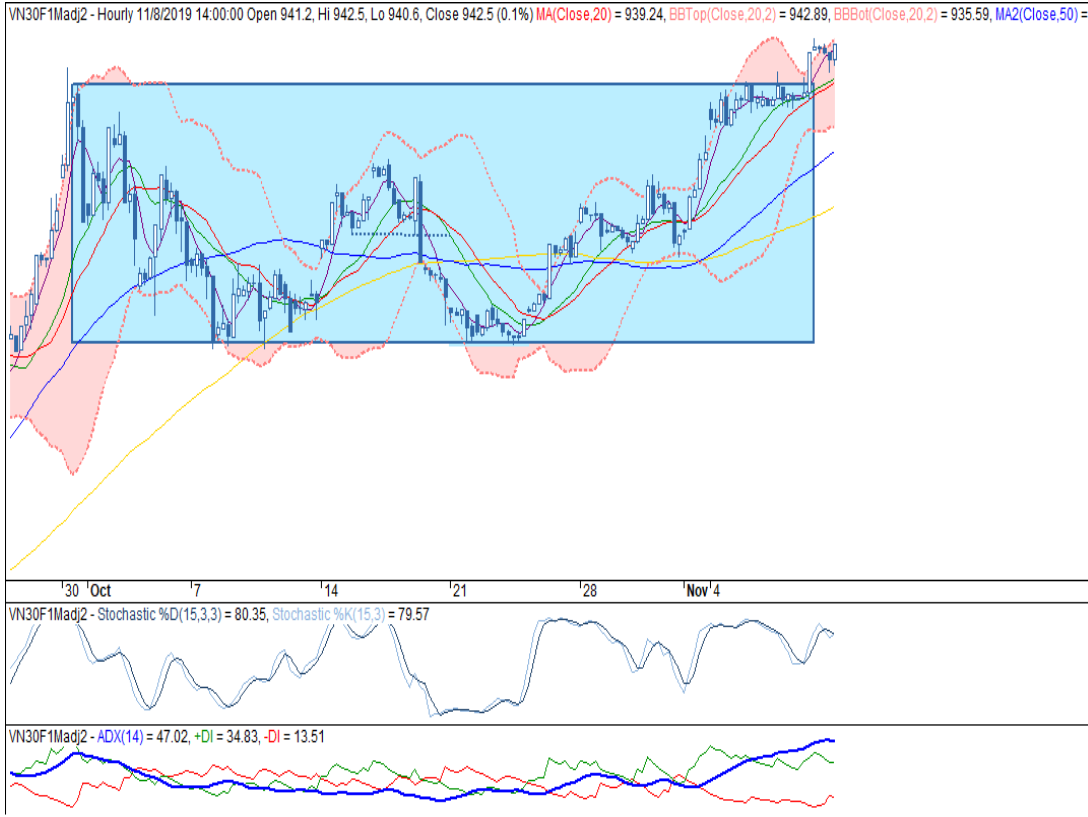 VN30F1Madj2 - Hourly 11/8/2019 14:00:00 Open 941.2, Hi 942.5, Lo 940.6, Close 942.5 (0.1%) MA(Close,20) = 939.24, BBTop(Close,20,2) = 942.89, BBBot(Close,20,2) = 935.59, MA2(Close,50) =
30 Oct 7 14 21 28 Nov 4
VN30F1Madj2 - Stochastic %D(15,3,3) = 80.35, Stochastic %K(15,3) = 79.57
VN30F1Madj2 - ADX(14) = 47.02, +DI = 34.83, -DI = 13.51